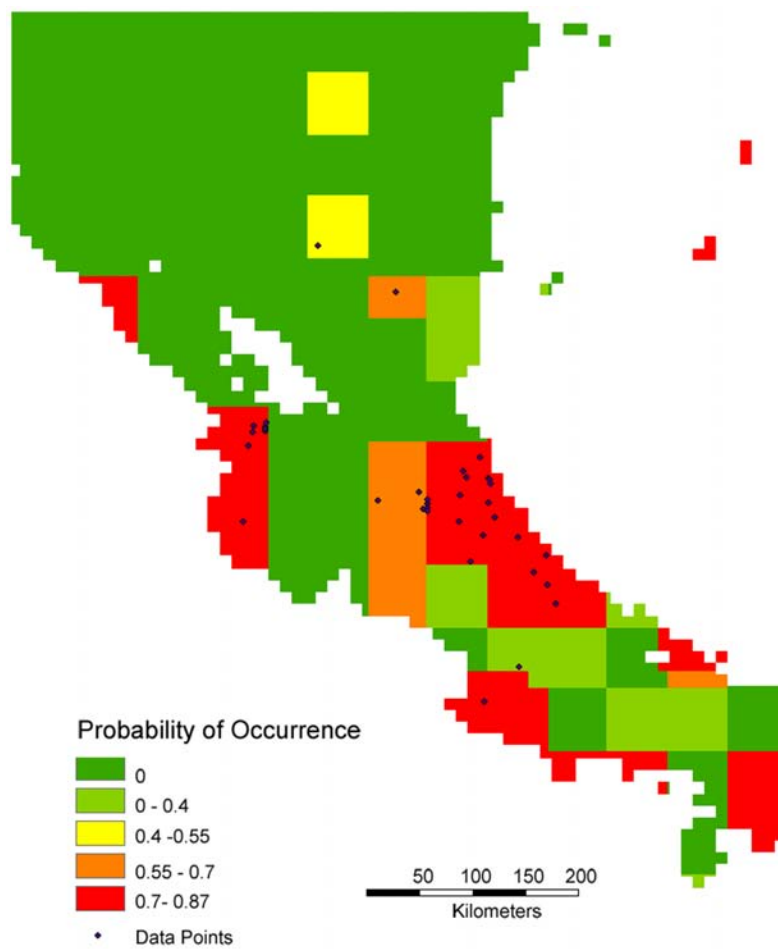 Probability of Occurrence
0
0 - 0.4
0.4 -0.55
0.55 - 0.7
0.7- 0.87
Data Points
50 100 150 200
Kilometers